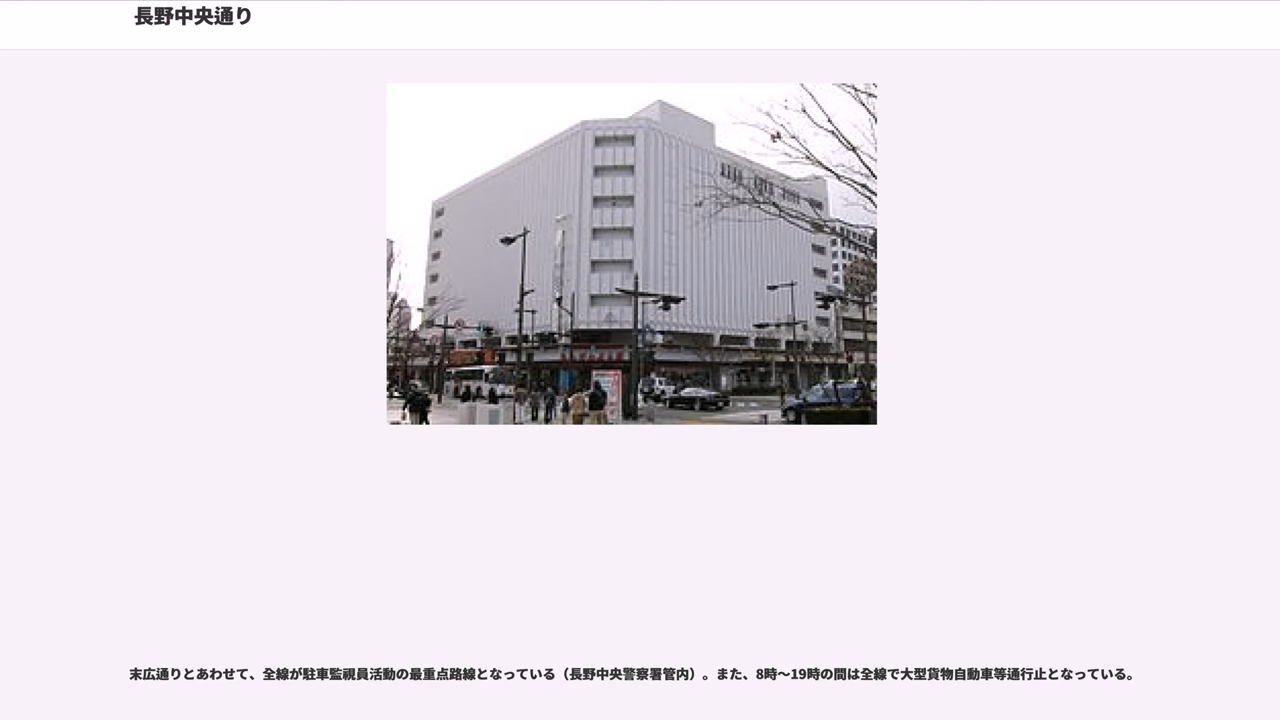 長野中央通り
末広通りとあわせて、全線が駐車監視員活動の最重点路線となっている（長野中央警察署管内）。また、8時〜19時の間は全線で大型貨物自動車等通行止となっている。